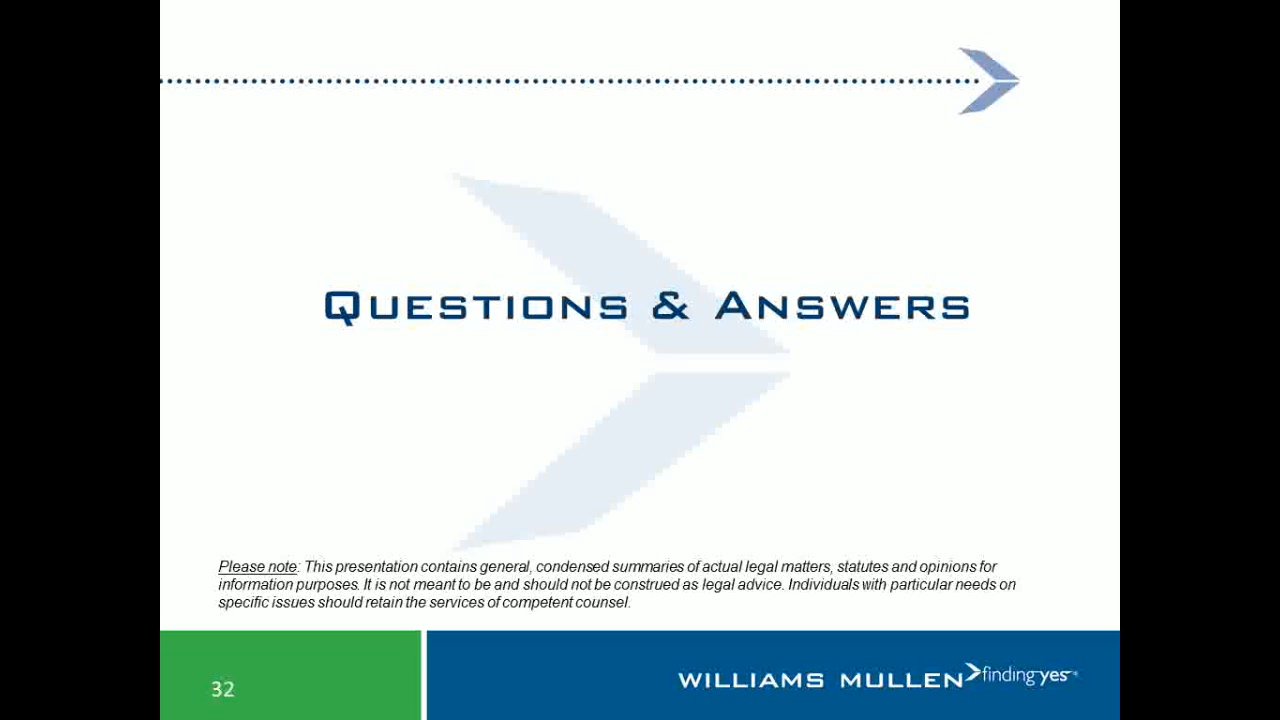 QUESTIONS & ANSWERS
Please note: This presentation contains general, condensed summaries of actual legal matters, statutes and opinions for
information purposes. It is not meant to be and should not be construed as legal advice. Individuals with particular needs on
specific issues should retain the services of competent counsel.
32
WILLIAMS MULLEN finding yes